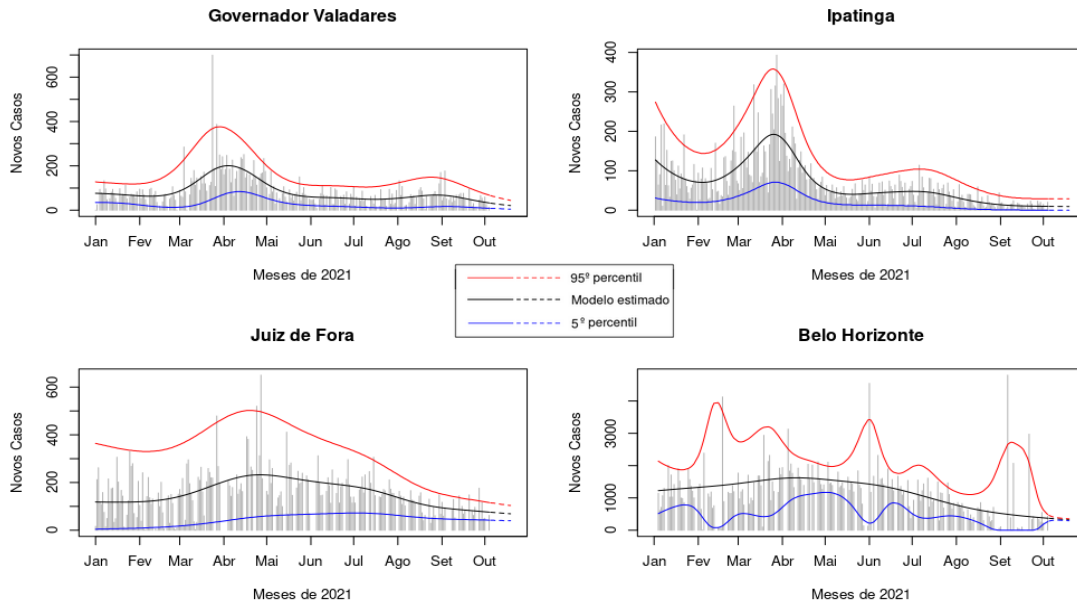 Governador Valadares
Novos Casos
0 200 400 600
Jan Fev Mar Abr Mai Jun Jul Ago Set Out
Meses de 2021
Ipatinga
Novos Casos
0 100 200 300 400
Jan Fev Mar Abr Mai Jun Jul Ago Set Out
Meses de 2021
95º percentil
Modelo estimado
5º percentil
Juiz de Fora
Novos Casos
0 200 400 600
Jan Fev Mar Abr Mai Jun Jul Ago Set Out
Meses de 2021
Belo Horizonte
Novos Casos
0 1000 3000
Jan Fev Mar Abr Mai Jun Jul Ago Set Out
Meses de 2021